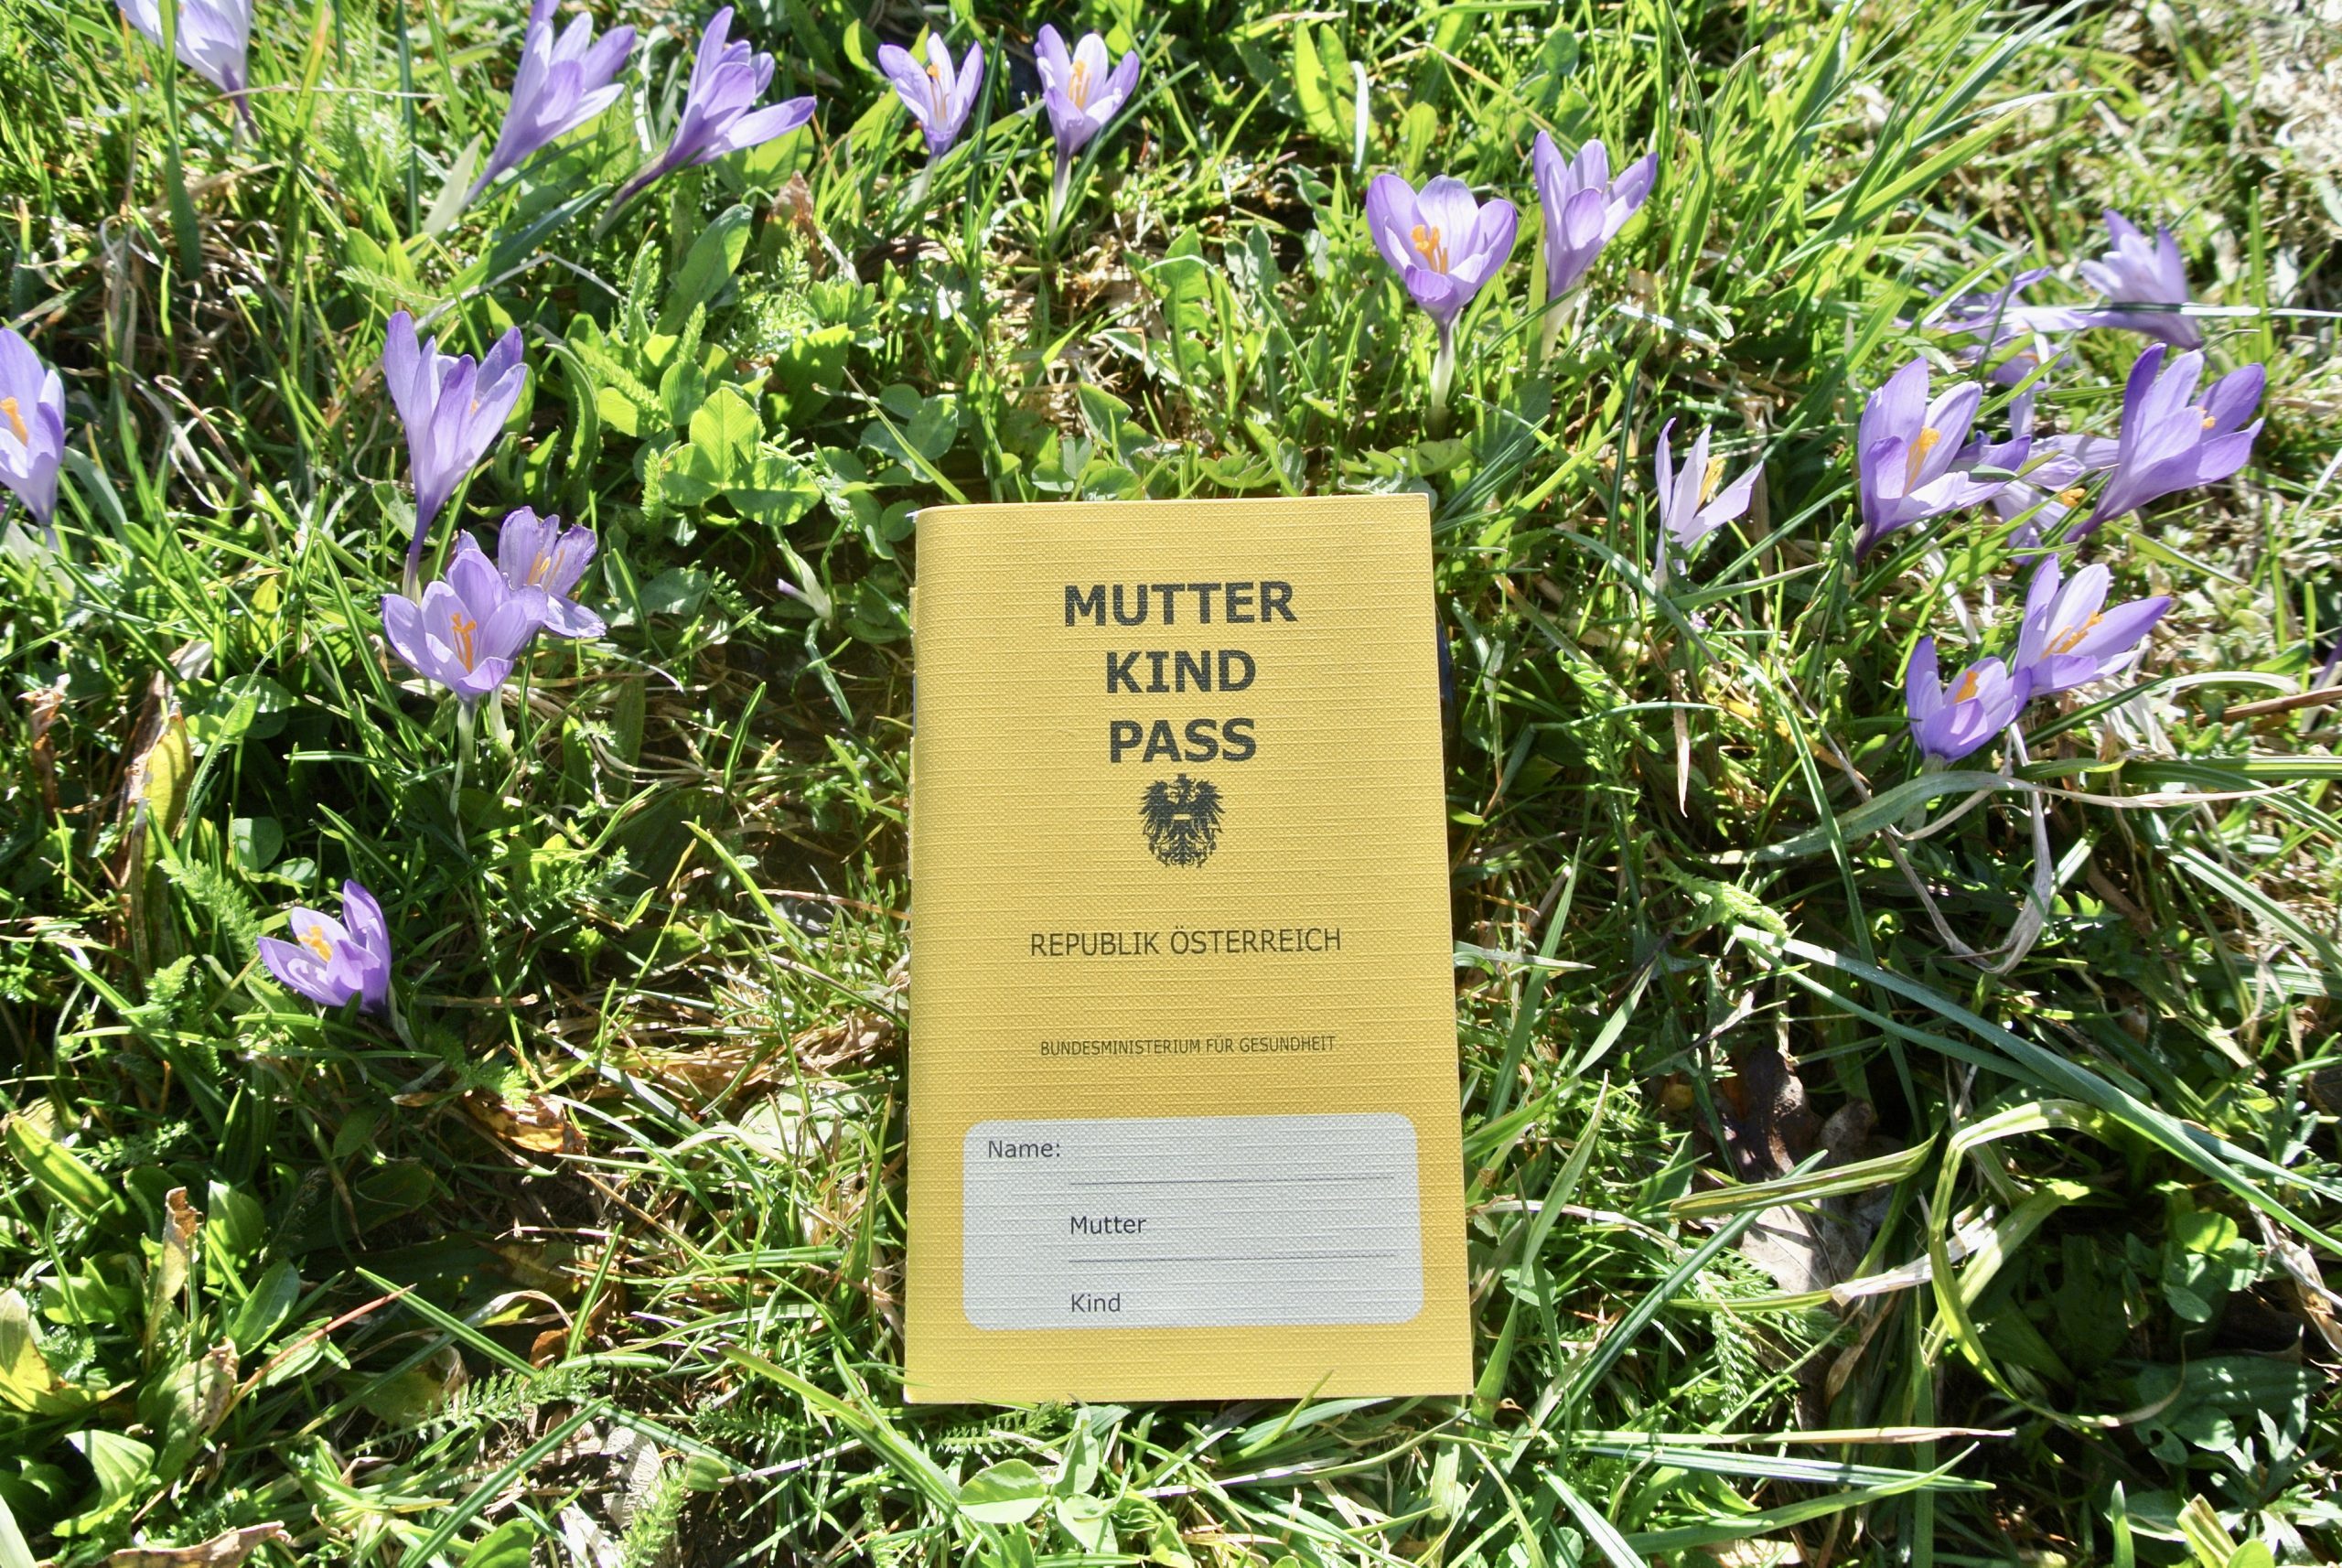 MUTTER
KIND
PASS
REPUBLIK ÖSTERREICH
BUNDESMINISTERIUM FÜR GESUNDHEIT
Name:
Mutter
Kind